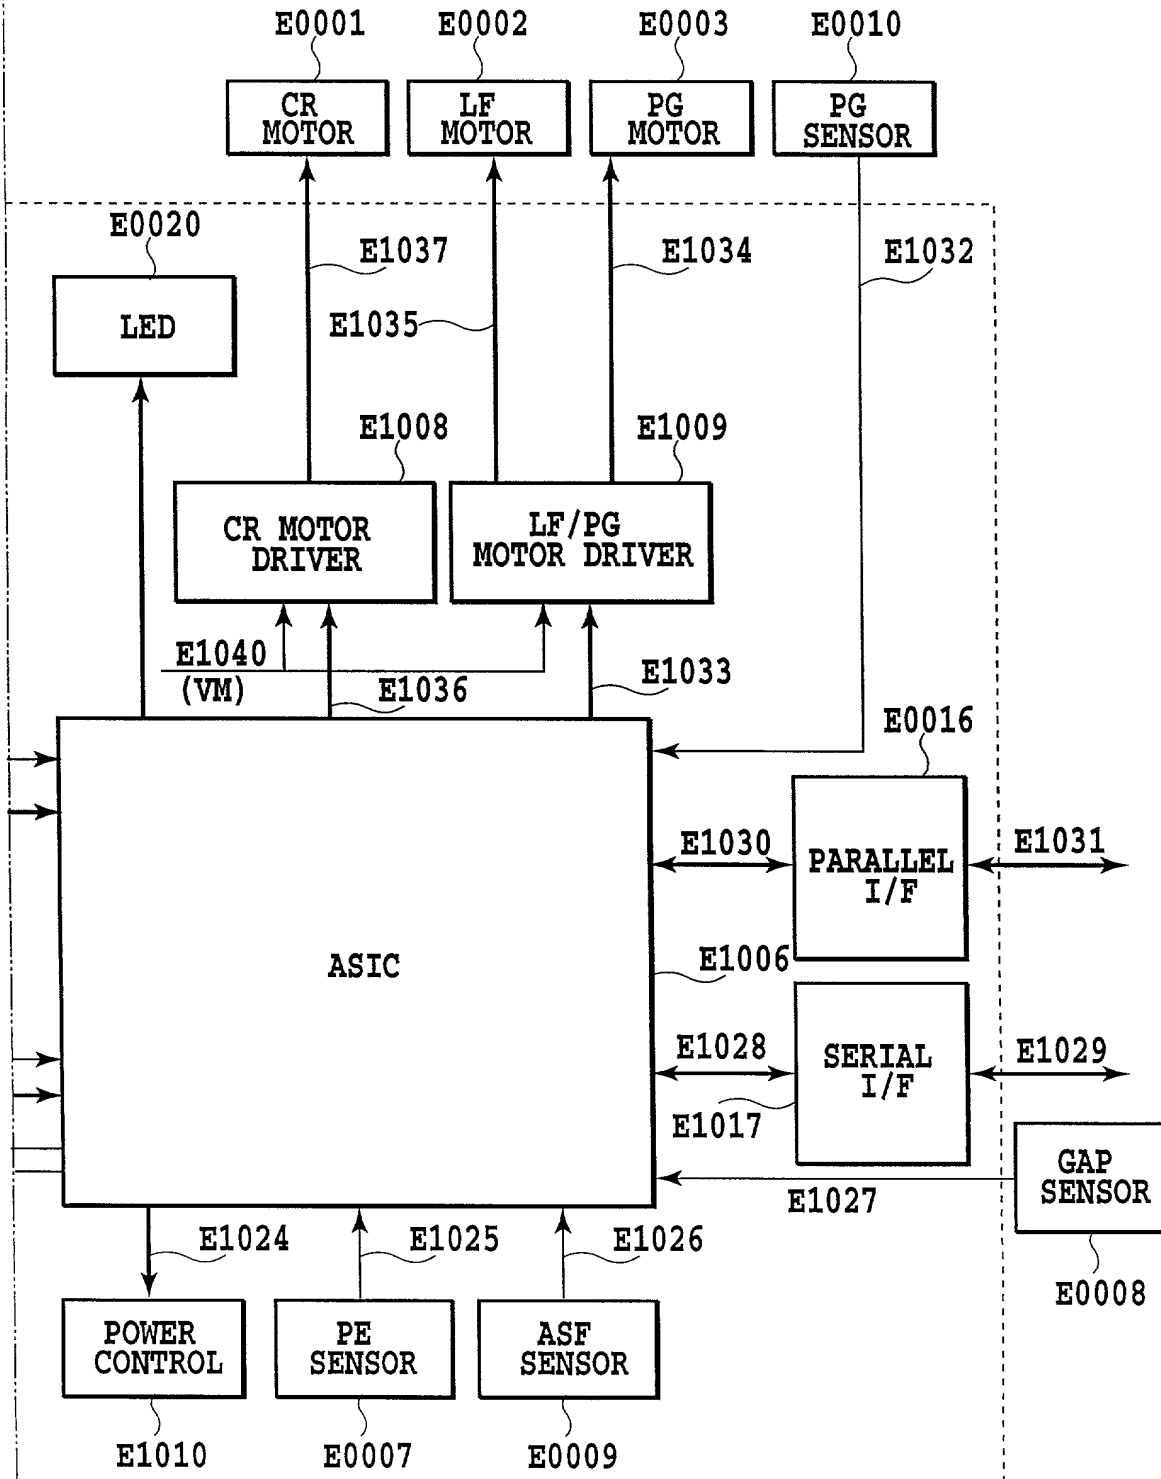 E0001
E0002
E0003
E0010
CR
MOTOR
LF
MOTOR
PG
MOTOR
PG
SENSOR
E0020
E1037
E1034
E1032
LED
E1035
E1008
E1009
CR MOTOR
DRIVER
LF/PG
MOTOR DRIVER
E1040
(VM)
E1036
E1033
E0016
E1030
PARALLEL
I/F
E1031
ASIC
E1006
E1028
SERIAL
I/F
E1029
E1017
GAP
SENSOR
E1027
E1024
E1025
E1026
E0008
POWER
CONTROL
PE
SENSOR
ASF
SENSOR
E1010
E0007
E0009